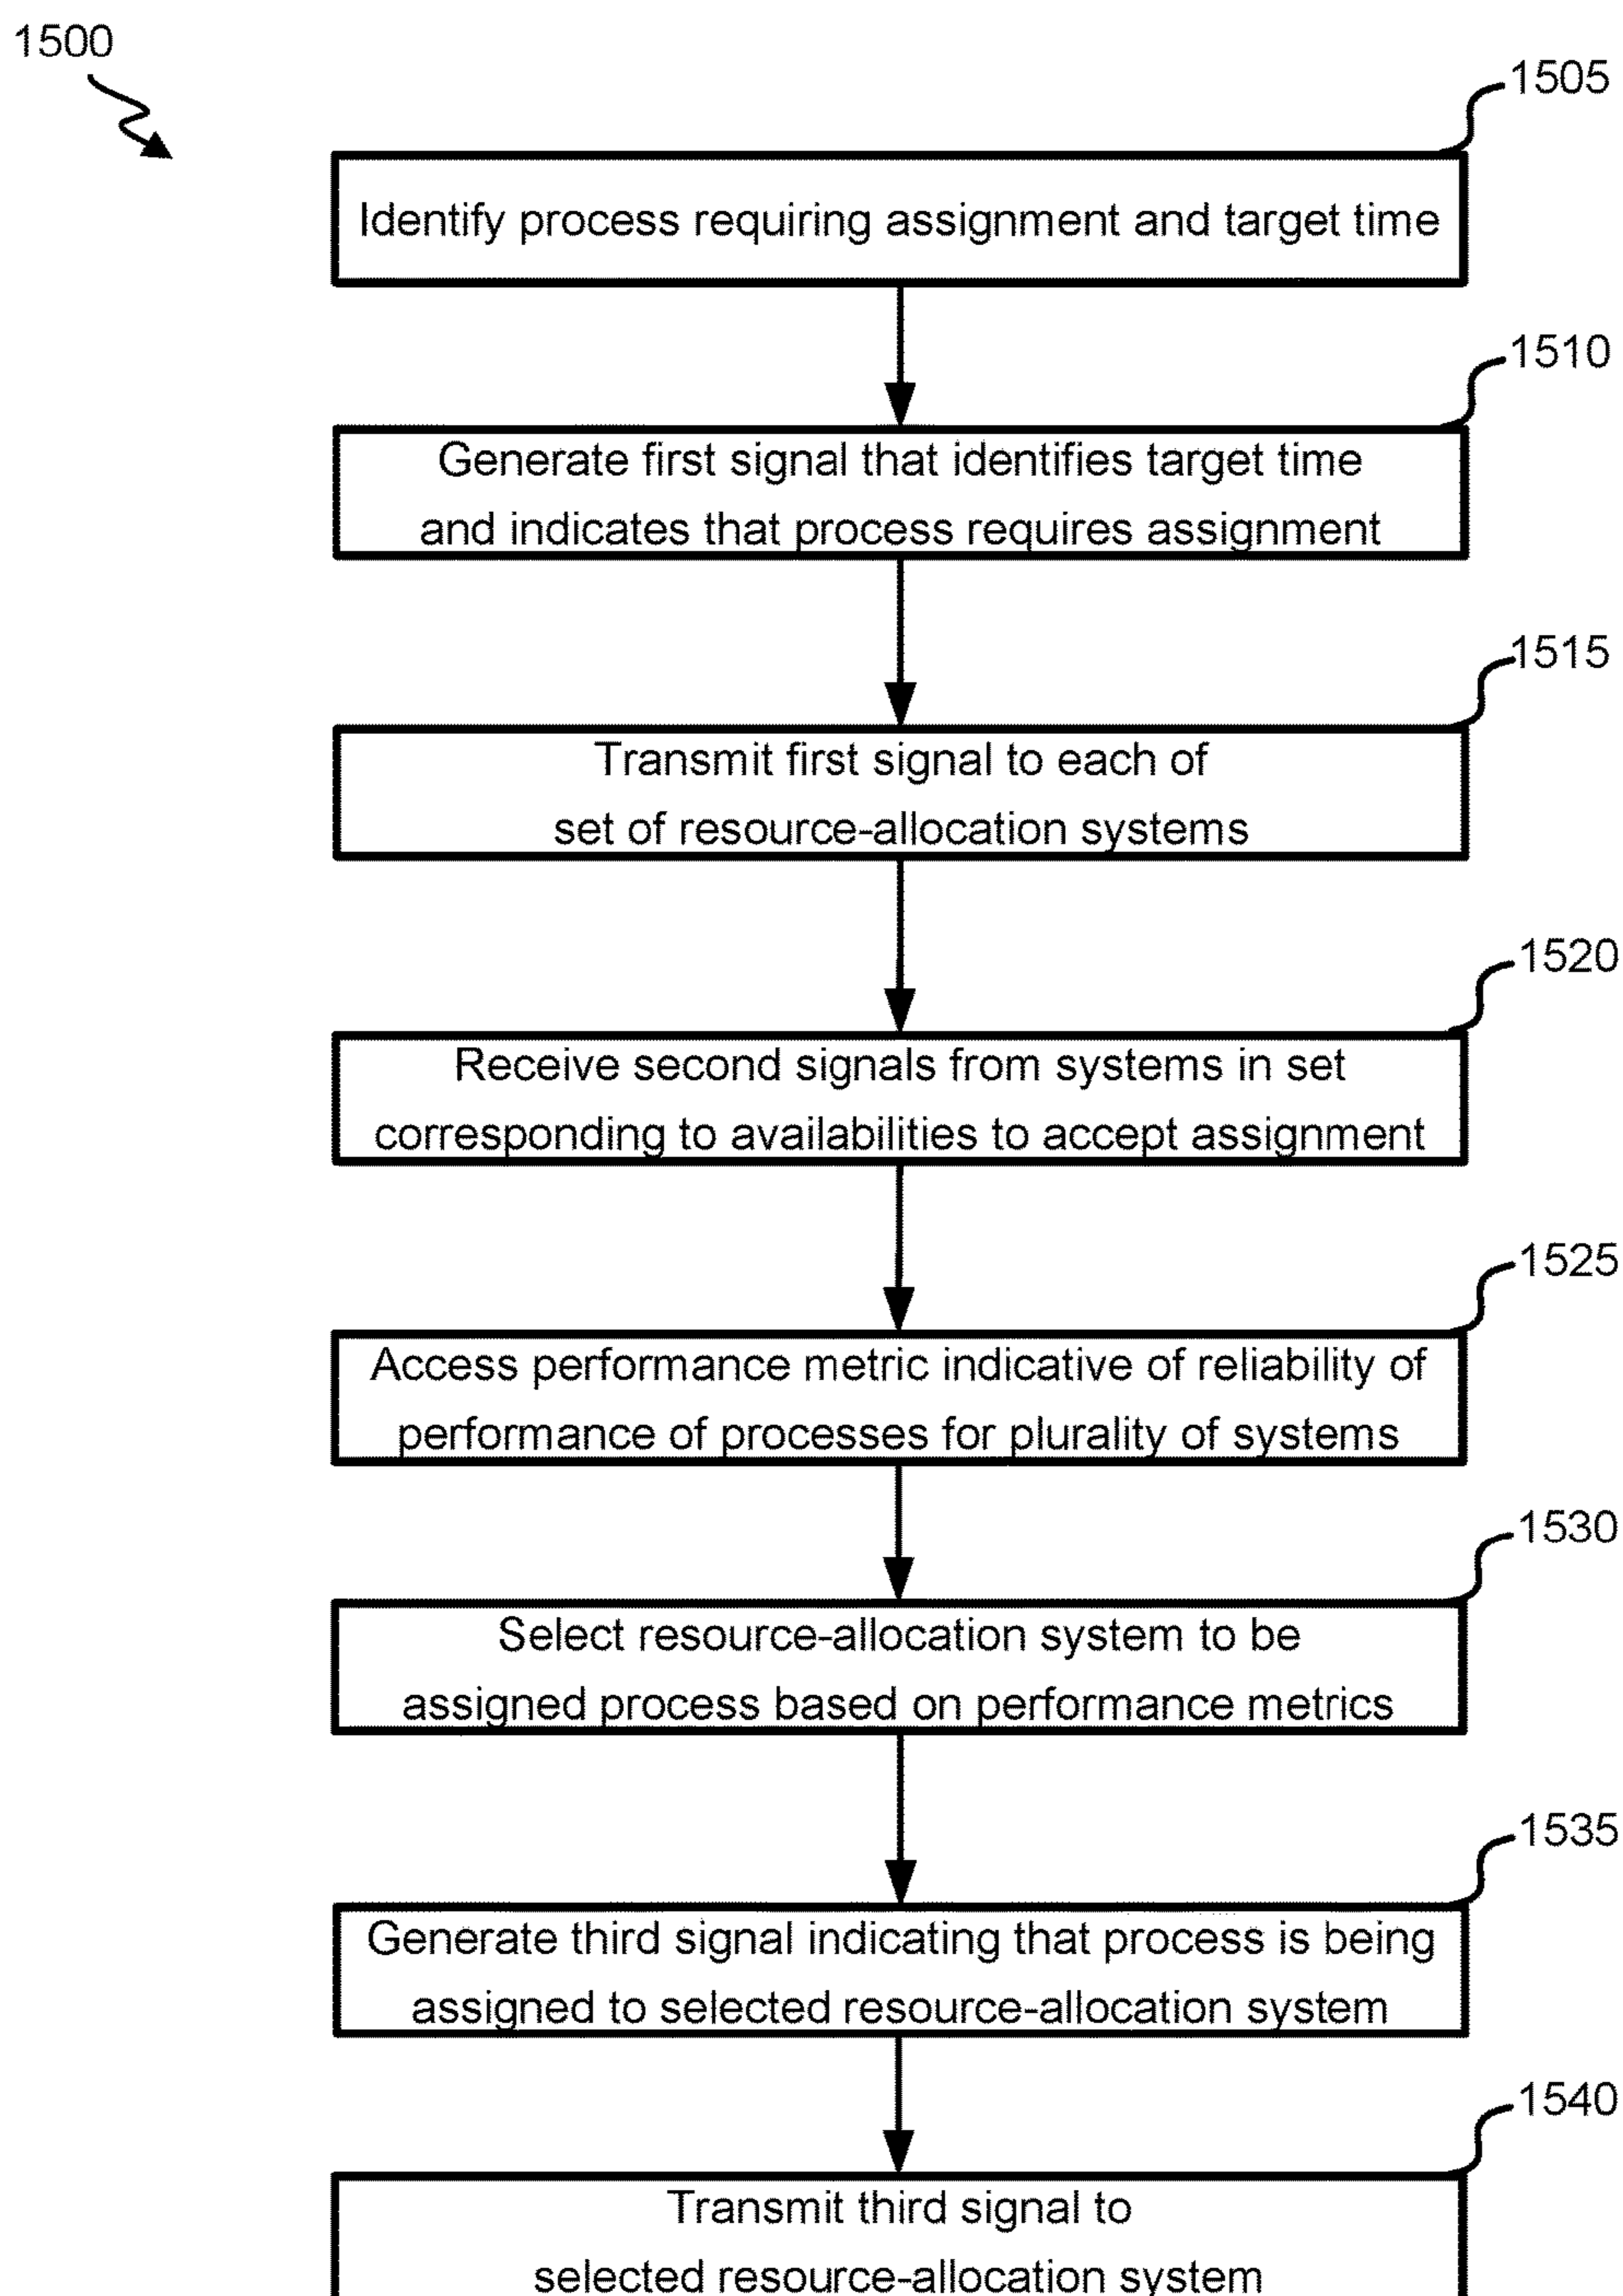 1500
1505
Identify process requiring assignment and target time
1510
Generate first signal that identifies target time
and indicates that process requires assignment
1515
Transmit first signal to each of
set of resource-allocation systems
1520
Receive second signals from systems in set
corresponding to availabilities to accept assignment
1525
Access performance metric indicative of reliability of
performance of processes for plurality of systems
1530
Select resource-allocation system to be
assigned process based on performance metrics
1535
Generate third signal indicating that process is being
assigned to selected resource-allocation system
1540
Transmit third signal to
selected resource-allocation system